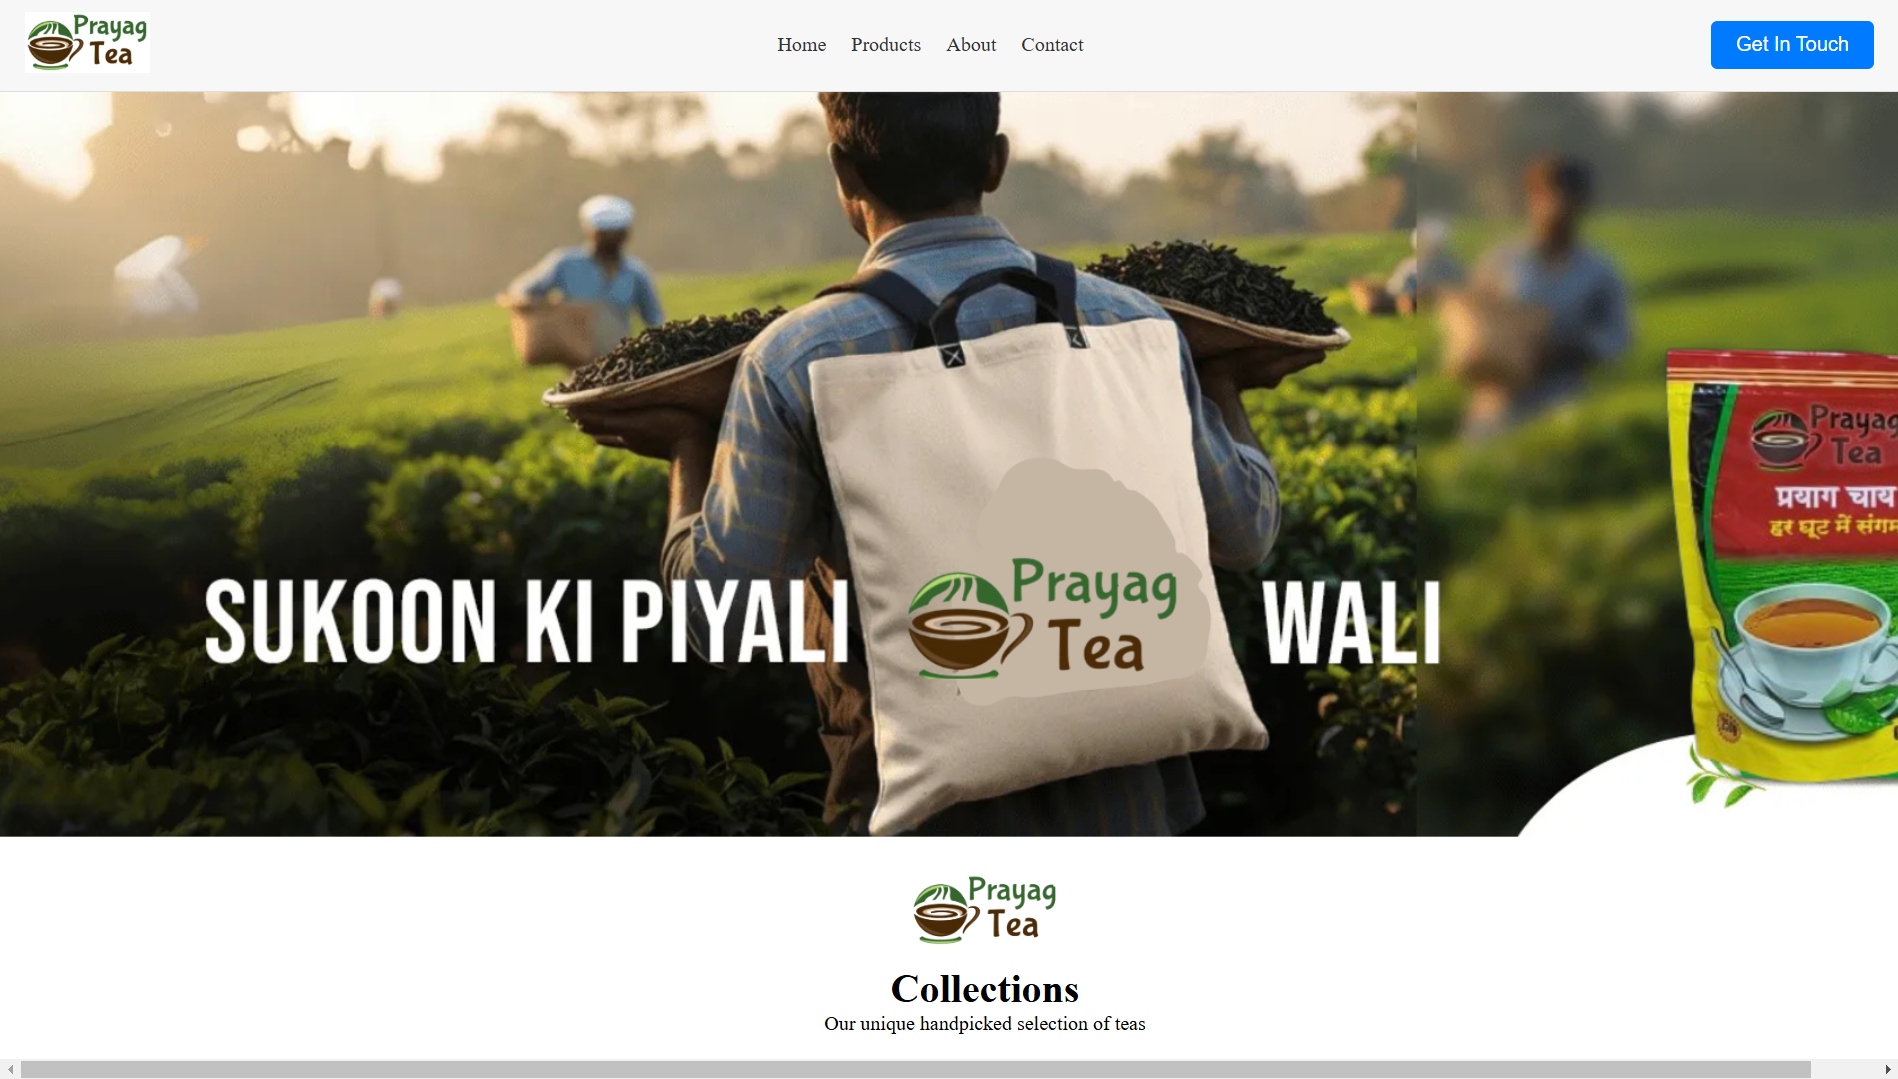 Prayag
Tea
Home
Products
About
Contact
Get In Touch
SUKOON KI PIYALI
Prayag
Tea
WALI
Prayag
Tea
प्रयाग चाय
हर घूट में संगम
Prayag
Tea
Collections
Our unique handpicked selection of teas